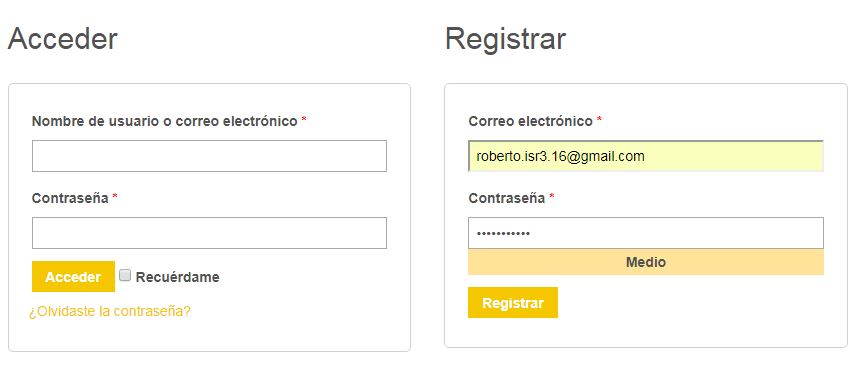 Acceder
Nombre de usuario o correo electrónico *
Contraseña *
Acceder Recuérdame
¿Olvidaste la contraseña?
Registrar
Correo electrónico *
roberto.isr3.16@gmail.com
Contraseña *
•••••••••••
Medio
Registrar